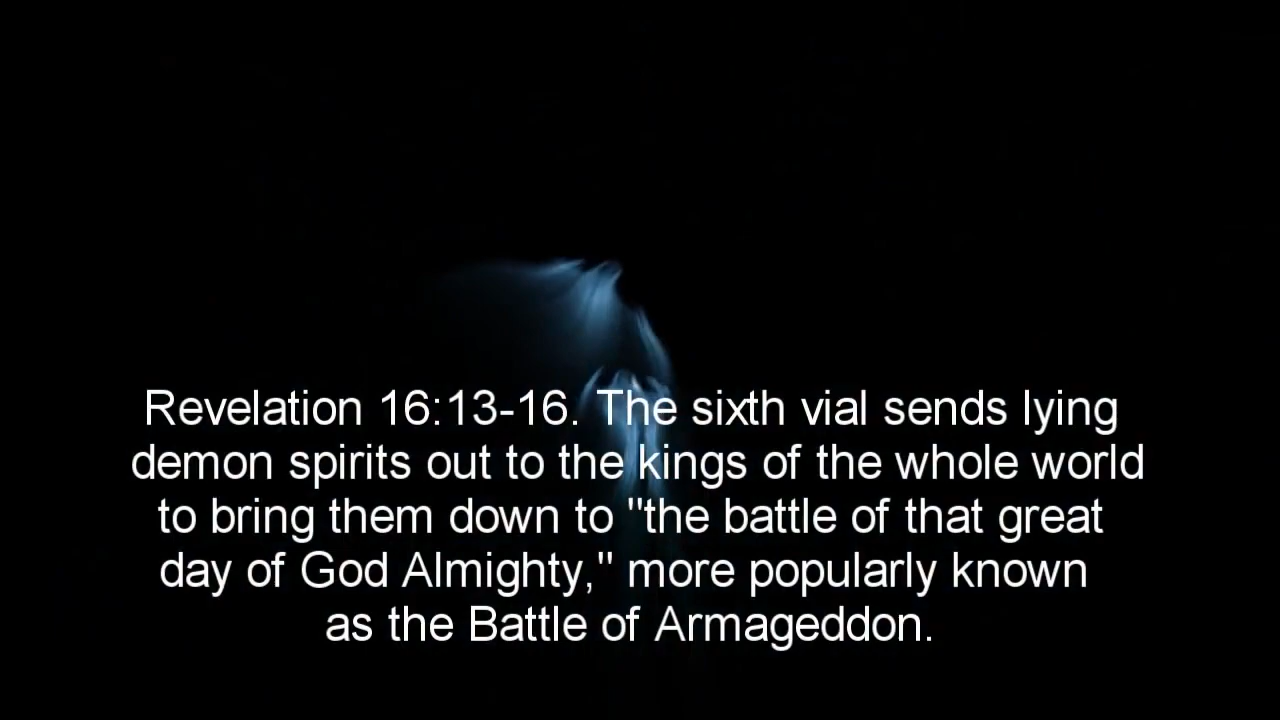 Revelation 16:13-16. The sixth vial sends lying
demon spirits out to the kings of the whole world
to bring them down to "the battle of that great
day of God Almighty," more popularly known
as the Battle of Armageddon.